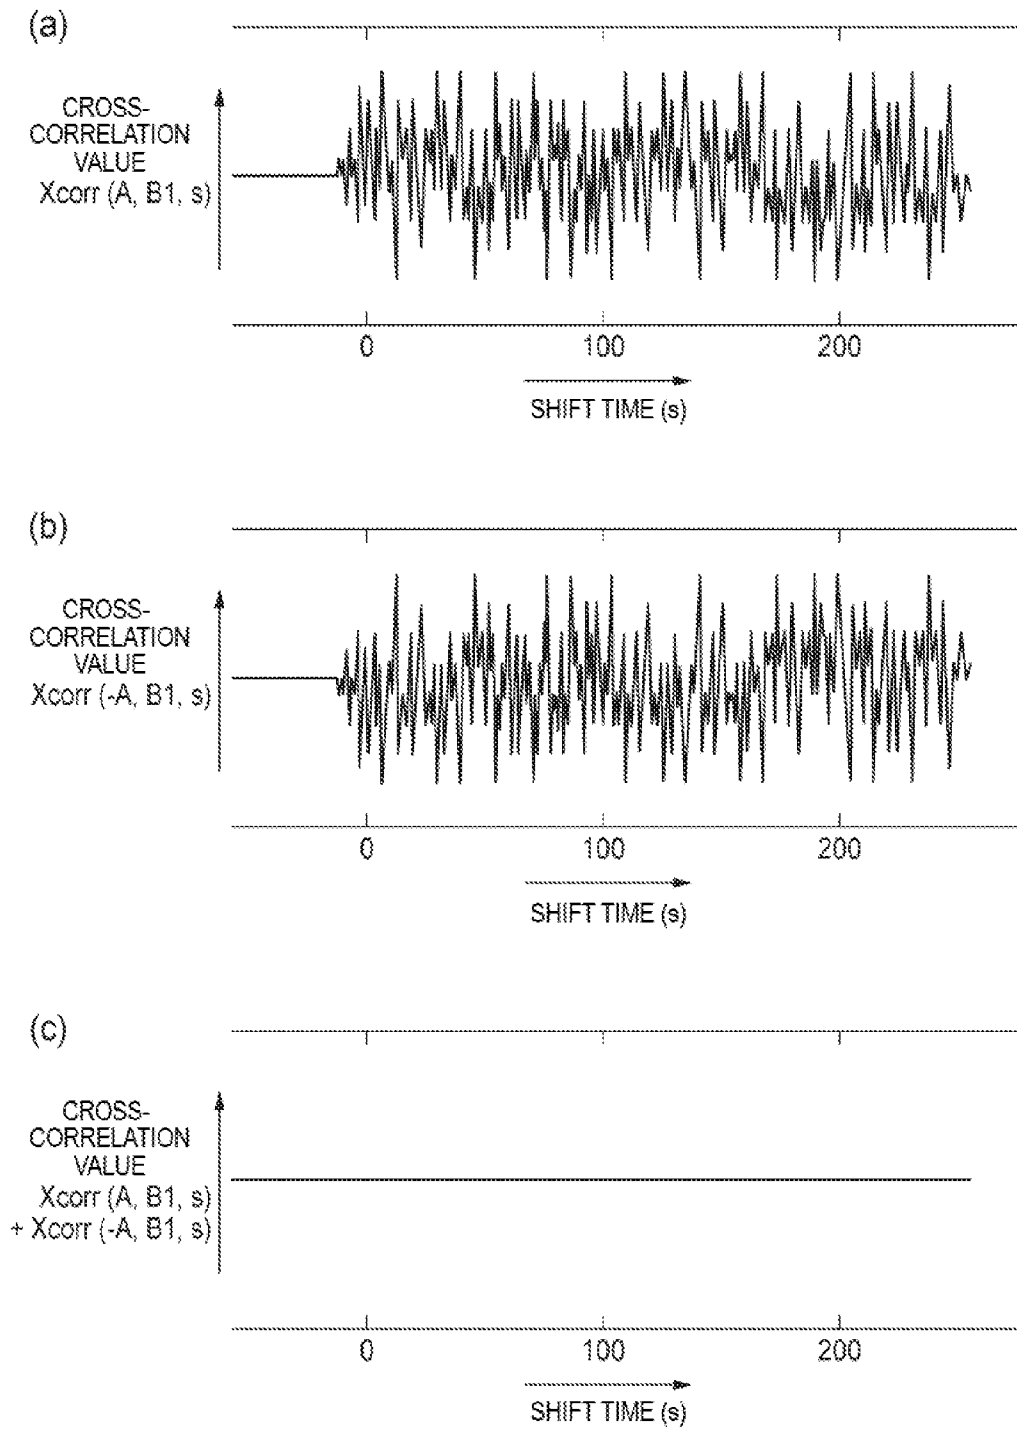 (a)
CROSS-
CORRELATION
VALUE
Xcorr (A, B1, s)
0 100 200
SHIFT TIME (s)
(b)
CROSS-
CORRELATION
VALUE
Xcorr (-A, B1, s)
0 100 200
SHIFT TIME (s)
(c)
CROSS-
CORRELATION
VALUE
Xcorr (A, B1, s)
+ Xcorr (-A, B1, s)
0 100 200
SHIFT TIME (s)